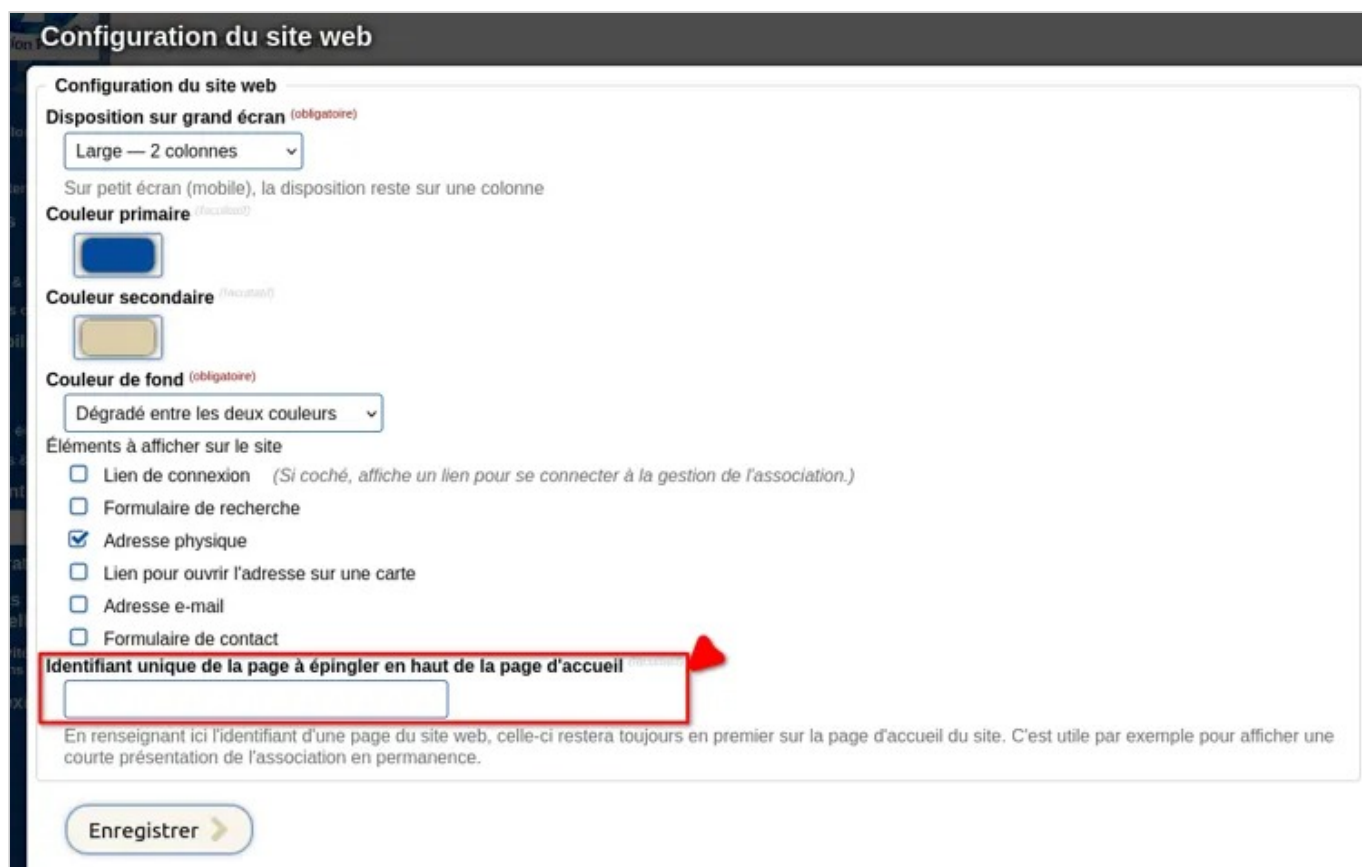 Configuration du site web
Configuration du site web
Disposition sur grand écran (obligatoire)
Large — 2 colonnes
Sur petit écran (mobile), la disposition reste sur une colonne
Couleur primaire (facultatif)
Couleur secondaire (facultatif)
Couleur de fond (obligatoire)
Dégradé entre les deux couleurs
Éléments à afficher sur le site
Lien de connexion (Si coché, affiche un lien pour se connecter à la gestion de l'association.)
Formulaire de recherche
Adresse physique
Lien pour ouvrir l'adresse sur une carte
Adresse e-mail
Formulaire de contact
Identifiant unique de la page à épingler en haut de la page d'accueil
En renseignant ici l'identifiant d'une page du site web, celle-ci restera toujours en premier sur la page d'accueil du site. C'est utile par exemple pour afficher une
courte présentation de l'association en permanence.
Enregistrer